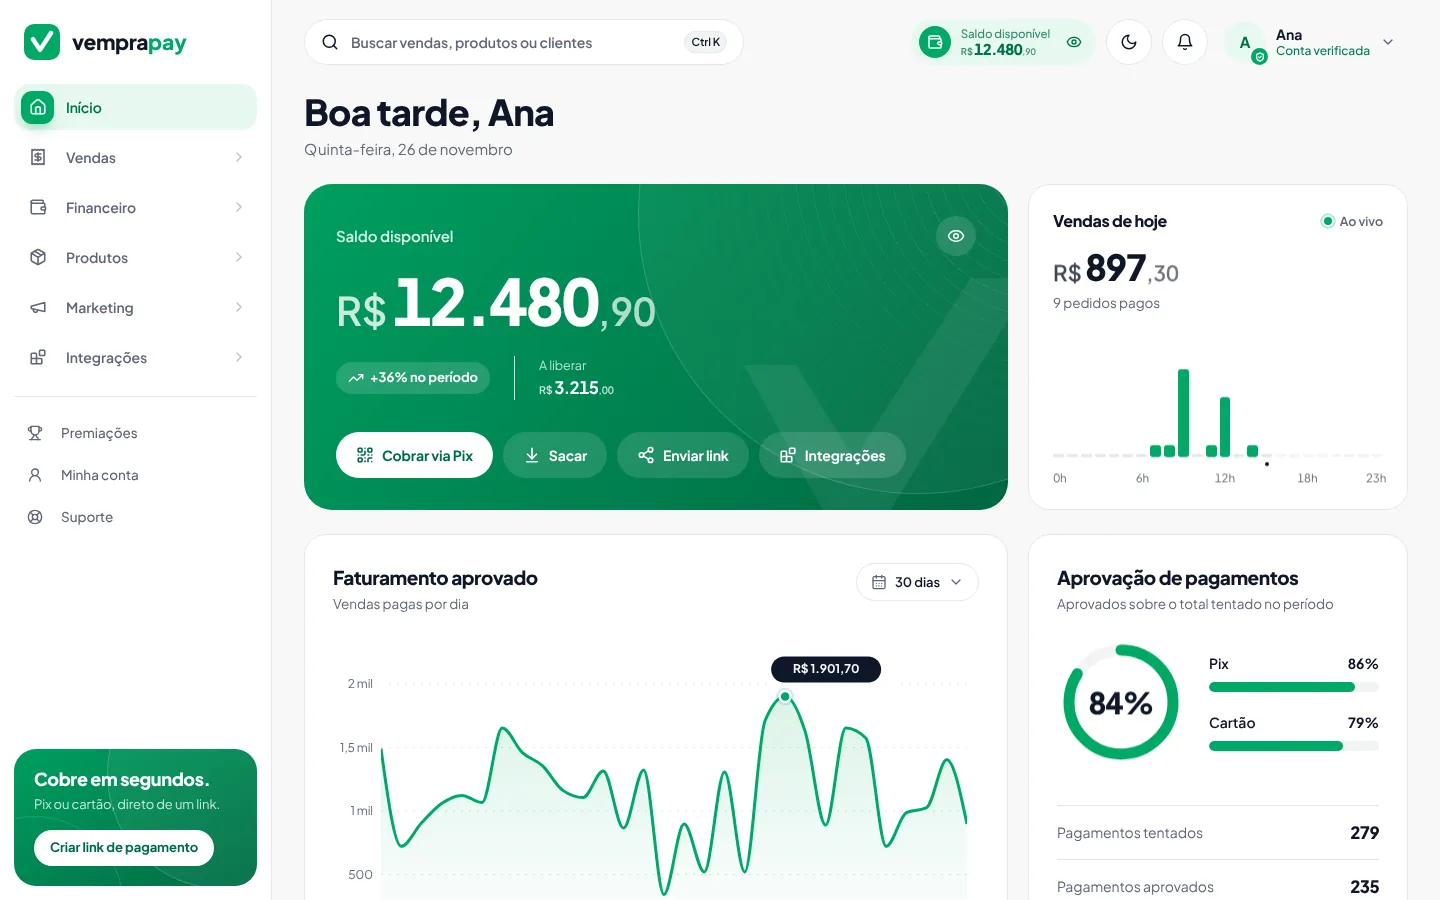 vemprapay
Início
Vendas
Financeiro
Produtos
Marketing
Integrações
Premiações
Minha conta
Suporte
Cobre em segundos.
Pix ou cartão, direto de um link.
Criar link de pagamento
Buscar vendas, produtos ou clientes
Ctrl K
Saldo disponível
R$ 12.480,90
A
Ana
Conta verificada
Boa tarde, Ana
Quinta-feira, 26 de novembro
Saldo disponível
R$ 12.480,90
+36% no período
A liberar
R$ 3.215,00
Cobrar via Pix
Sacar
Enviar link
Integrações
Vendas de hoje
Ao vivo
R$ 897,30
9 pedidos pagos
0h 6h 12h 18h 23h
Faturamento aprovado
Vendas pagas por dia
30 dias
R$ 1.901,70
2 mil
1,5 mil
1 mil
500
Aprovação de pagamentos
Aprovados sobre o total tentado no período
84%
Pix 86%
Cartão 79%
Pagamentos tentados 279
Pagamentos aprovados 235